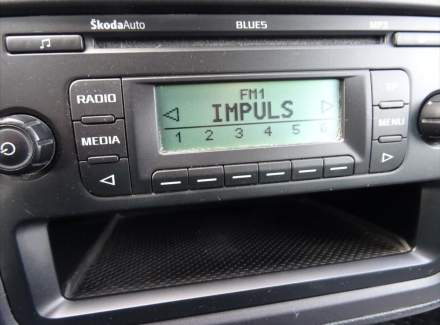 ŠkodaAuto BLUES MP3
RADIO
FM1
IMPULS
MEDIA
MENU
1 2 3 4 5 6